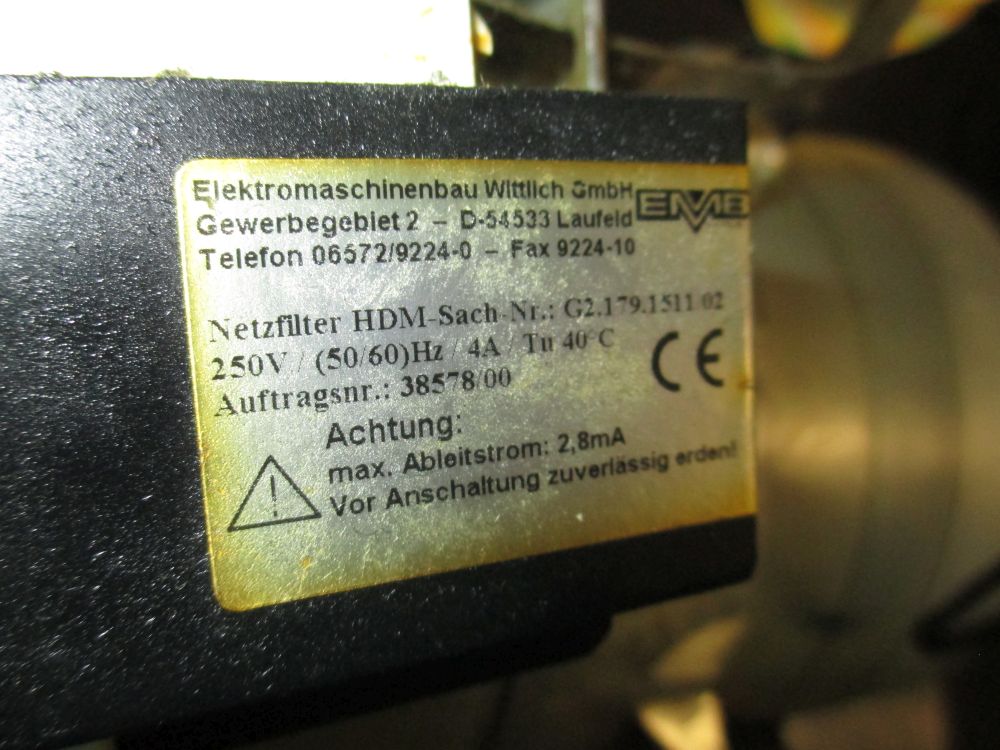 Elektromaschinenbau Wittlich GmbH
EMB
Gewerbegebiet 2 – D-54533 Laufeld
Telefon 06572/9224-0 – Fax 9224-10
Netzfilter HDM-Sach-Nr.: G2.179.1511 02
250V / (50/60)Hz / 4A / Tu 40°C
CE
Auftragsnr.: 38578/00
Achtung:
max. Ableitstrom: 2,8mA
Vor Anschaltung zuverlässig erden!